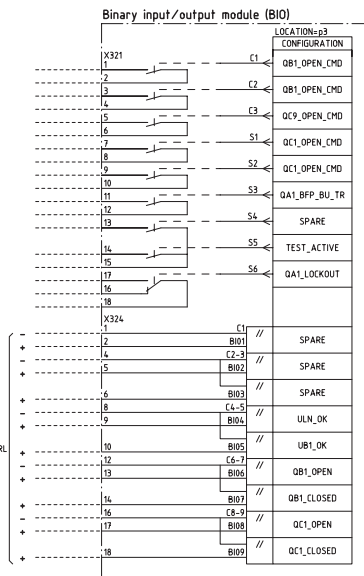 Binary input/output module (BIO)
LOCATION=p3
CONFIGURATION
X321
1 C1 QB1_OPEN_CMD
2
3 C2 QB1_OPEN_CMD
4
5 C3 QC9_OPEN_CMD
6
7 S1 QC1_OPEN_CMD
8
9 S2 QC1_OPEN_CMD
10
11 S3 QA1_BFP_BU_TR
12
13 S4 SPARE
14 S5 TEST_ACTIVE
15
17 S6 QA1_LOCKOUT
16
18
X324
- 1 C1 //
+ 2 BI01 SPARE
- 4 C2-3 //
+ 5 BI02 SPARE
//
+ 6 BI03 SPARE
- 8 C4-5 //
+ 9 BI04 ULN_OK
//
RL
+ 10 BI05 UB1_OK
- 12 C6-7 //
+ 13 BI06 QB1_OPEN
//
+ 14 BI07 QB1_CLOSED
- 16 C8-9 //
+ 17 BI08 QC1_OPEN
//
+ 18 BI09 QC1_CLOSED